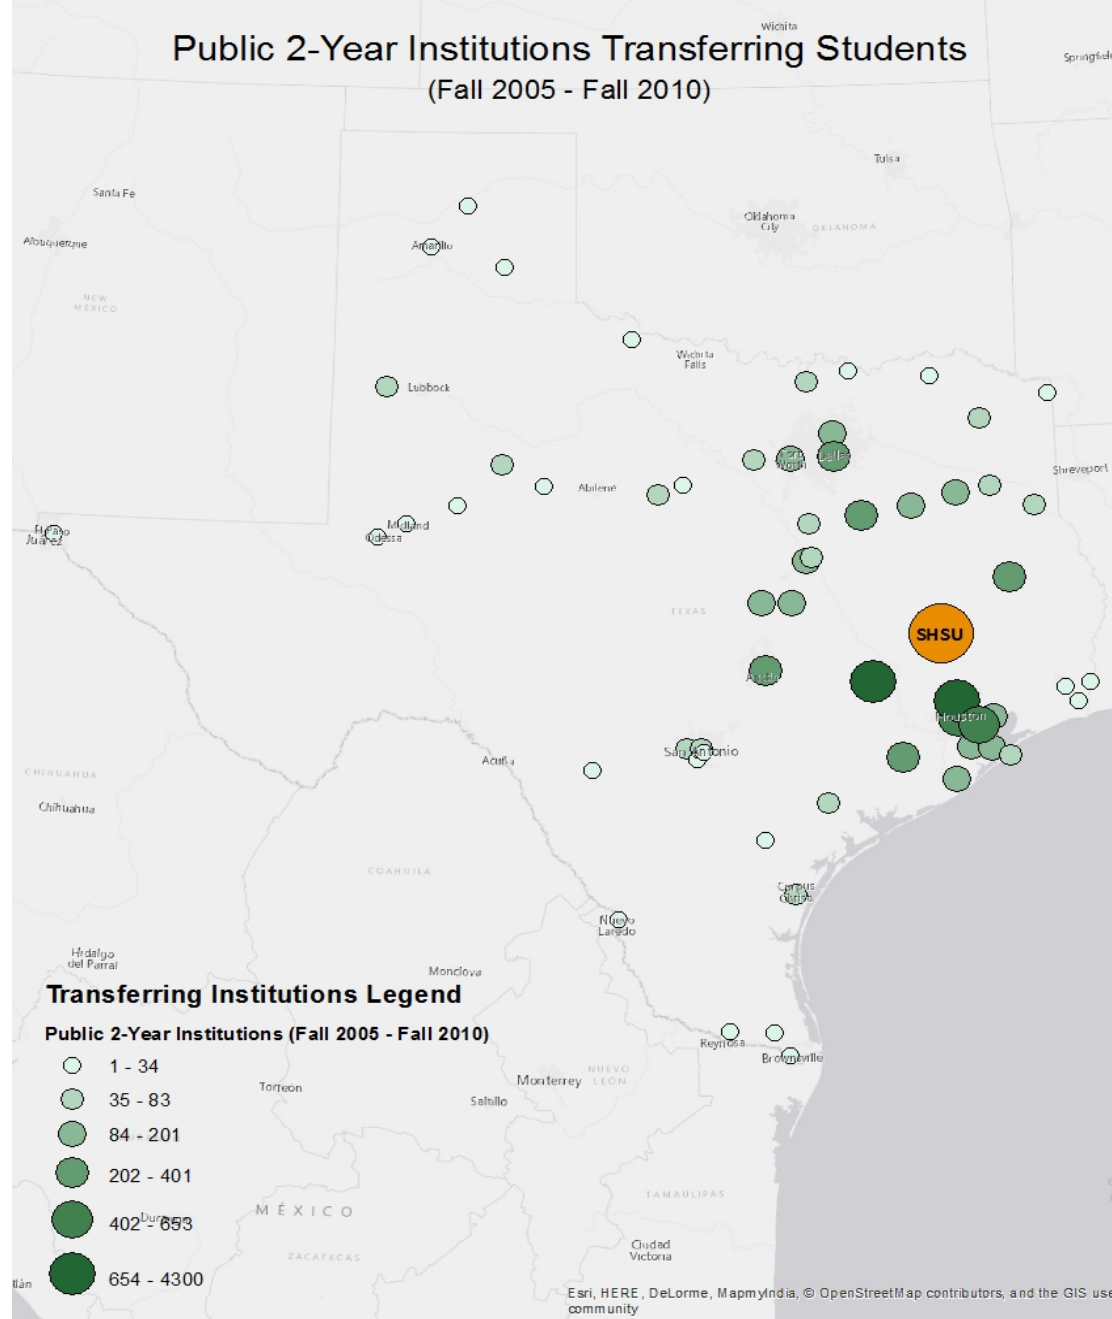 Wichita
Public 2-Year Institutions Transferring Students
Springfiel
(Fall 2005 - Fall 2010)
Tulsa
Santa Fe
Oklahoma
City
OKLAHOMA
Albuquerque
Amarillo
NEW
MEXICO
Wichita
Falls
Lubbock
Fort
Worth
Dallas
Shreveport
Abilene
Midland
Odessa
El Paso
Juárez
TEXAS
SHSU
Austin
Houston
San Antonio
Acuña
CHIHUAHUA
Chihuahua
COAHUILA
Corpus
Christi
Nuevo
Laredo
Hidalgo
del Parral
Monclova
Transferring Institutions Legend
Public 2-Year Institutions (Fall 2005 - Fall 2010)
Reynosa
Brownsville
1 - 34
NUEVO
LEÓN
Monterrey
Torreón
35 - 83
Saltillo
84 - 201
202 - 401
TAMAULIPAS
MÉXICO
402 - 653
Ciudad
Victoria
ZACATECAS
654 - 4300
tlán
Esri, HERE, DeLorme, MapmyIndia, © OpenStreetMap contributors, and the GIS use
community